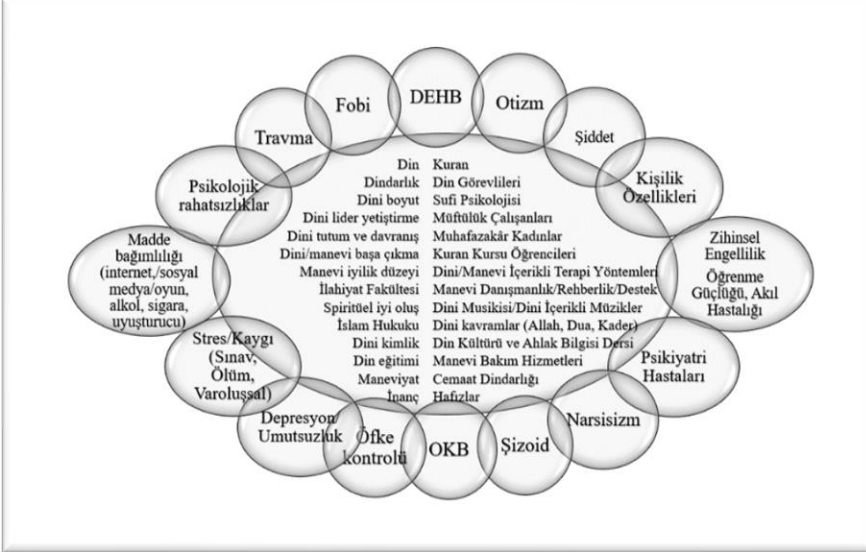 DEHB
Fobi
Otizm
Travma
Şiddet
Psikolojik
rahatsızlıklar
Kişilik
Özellikleri
Madde
bağımlılığı
(internet,/sosyal
medya/oyun,
alkol, sigara,
uyuşturucu)
Zihinsel
Engellilik
Öğrenme
Güçlüğü, Akıl
Hastalığı
Din Kuran
Dindarlık Din Görevlileri
Dini boyut Sufi Psikolojisi
Dini lider yetiştirme Müftülük Çalışanları
Dini tutum ve davranış Muhafazakâr Kadınlar
Dini/manevi başa çıkma Kuran Kursu Öğrencileri
Manevi iyilik düzeyi Dini/Manevi İçerikli Terapi Yöntemleri
İlahiyat Fakültesi Manevi Danışmanlık/Rehberlik/Destek
Spiritüel iyi oluş Dini Musikisi/Dini İçerikli Müzikler
İslam Hukuku Dini kavramlar (Allah, Dua, Kader)
Dini kimlik Din Kültürü ve Ahlak Bilgisi Dersi
Din eğitimi Manevi Bakım Hizmetleri
Maneviyat Cemaat Dindarlığı
İnanç Hafızlar
Stres/Kaygı
(Sınav,
Ölüm,
Varoluşsal)
Psikiyatri
Hastaları
Depresyon/
Umutsuzluk
Öfke
kontrolü
OKB
Şizoid
Narsisizm